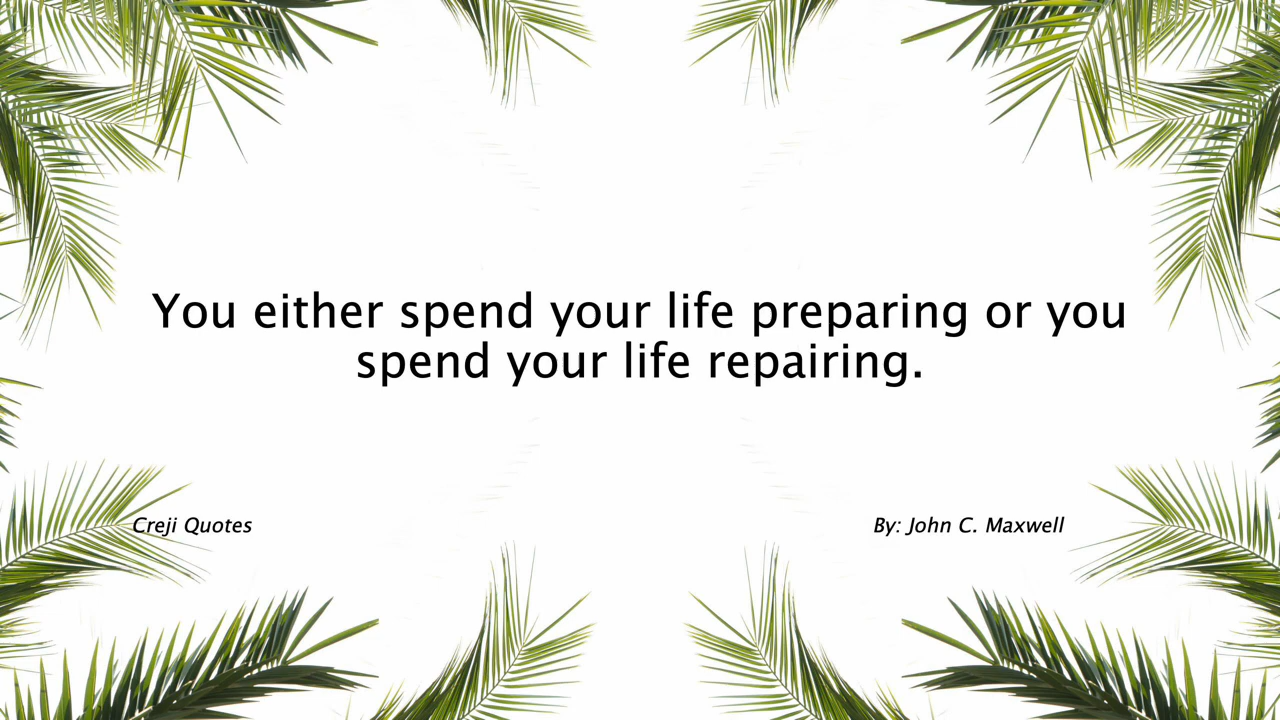 You either spend your life preparing or you
spend your life repairing.
Creji Quotes
By: John C. Maxwell